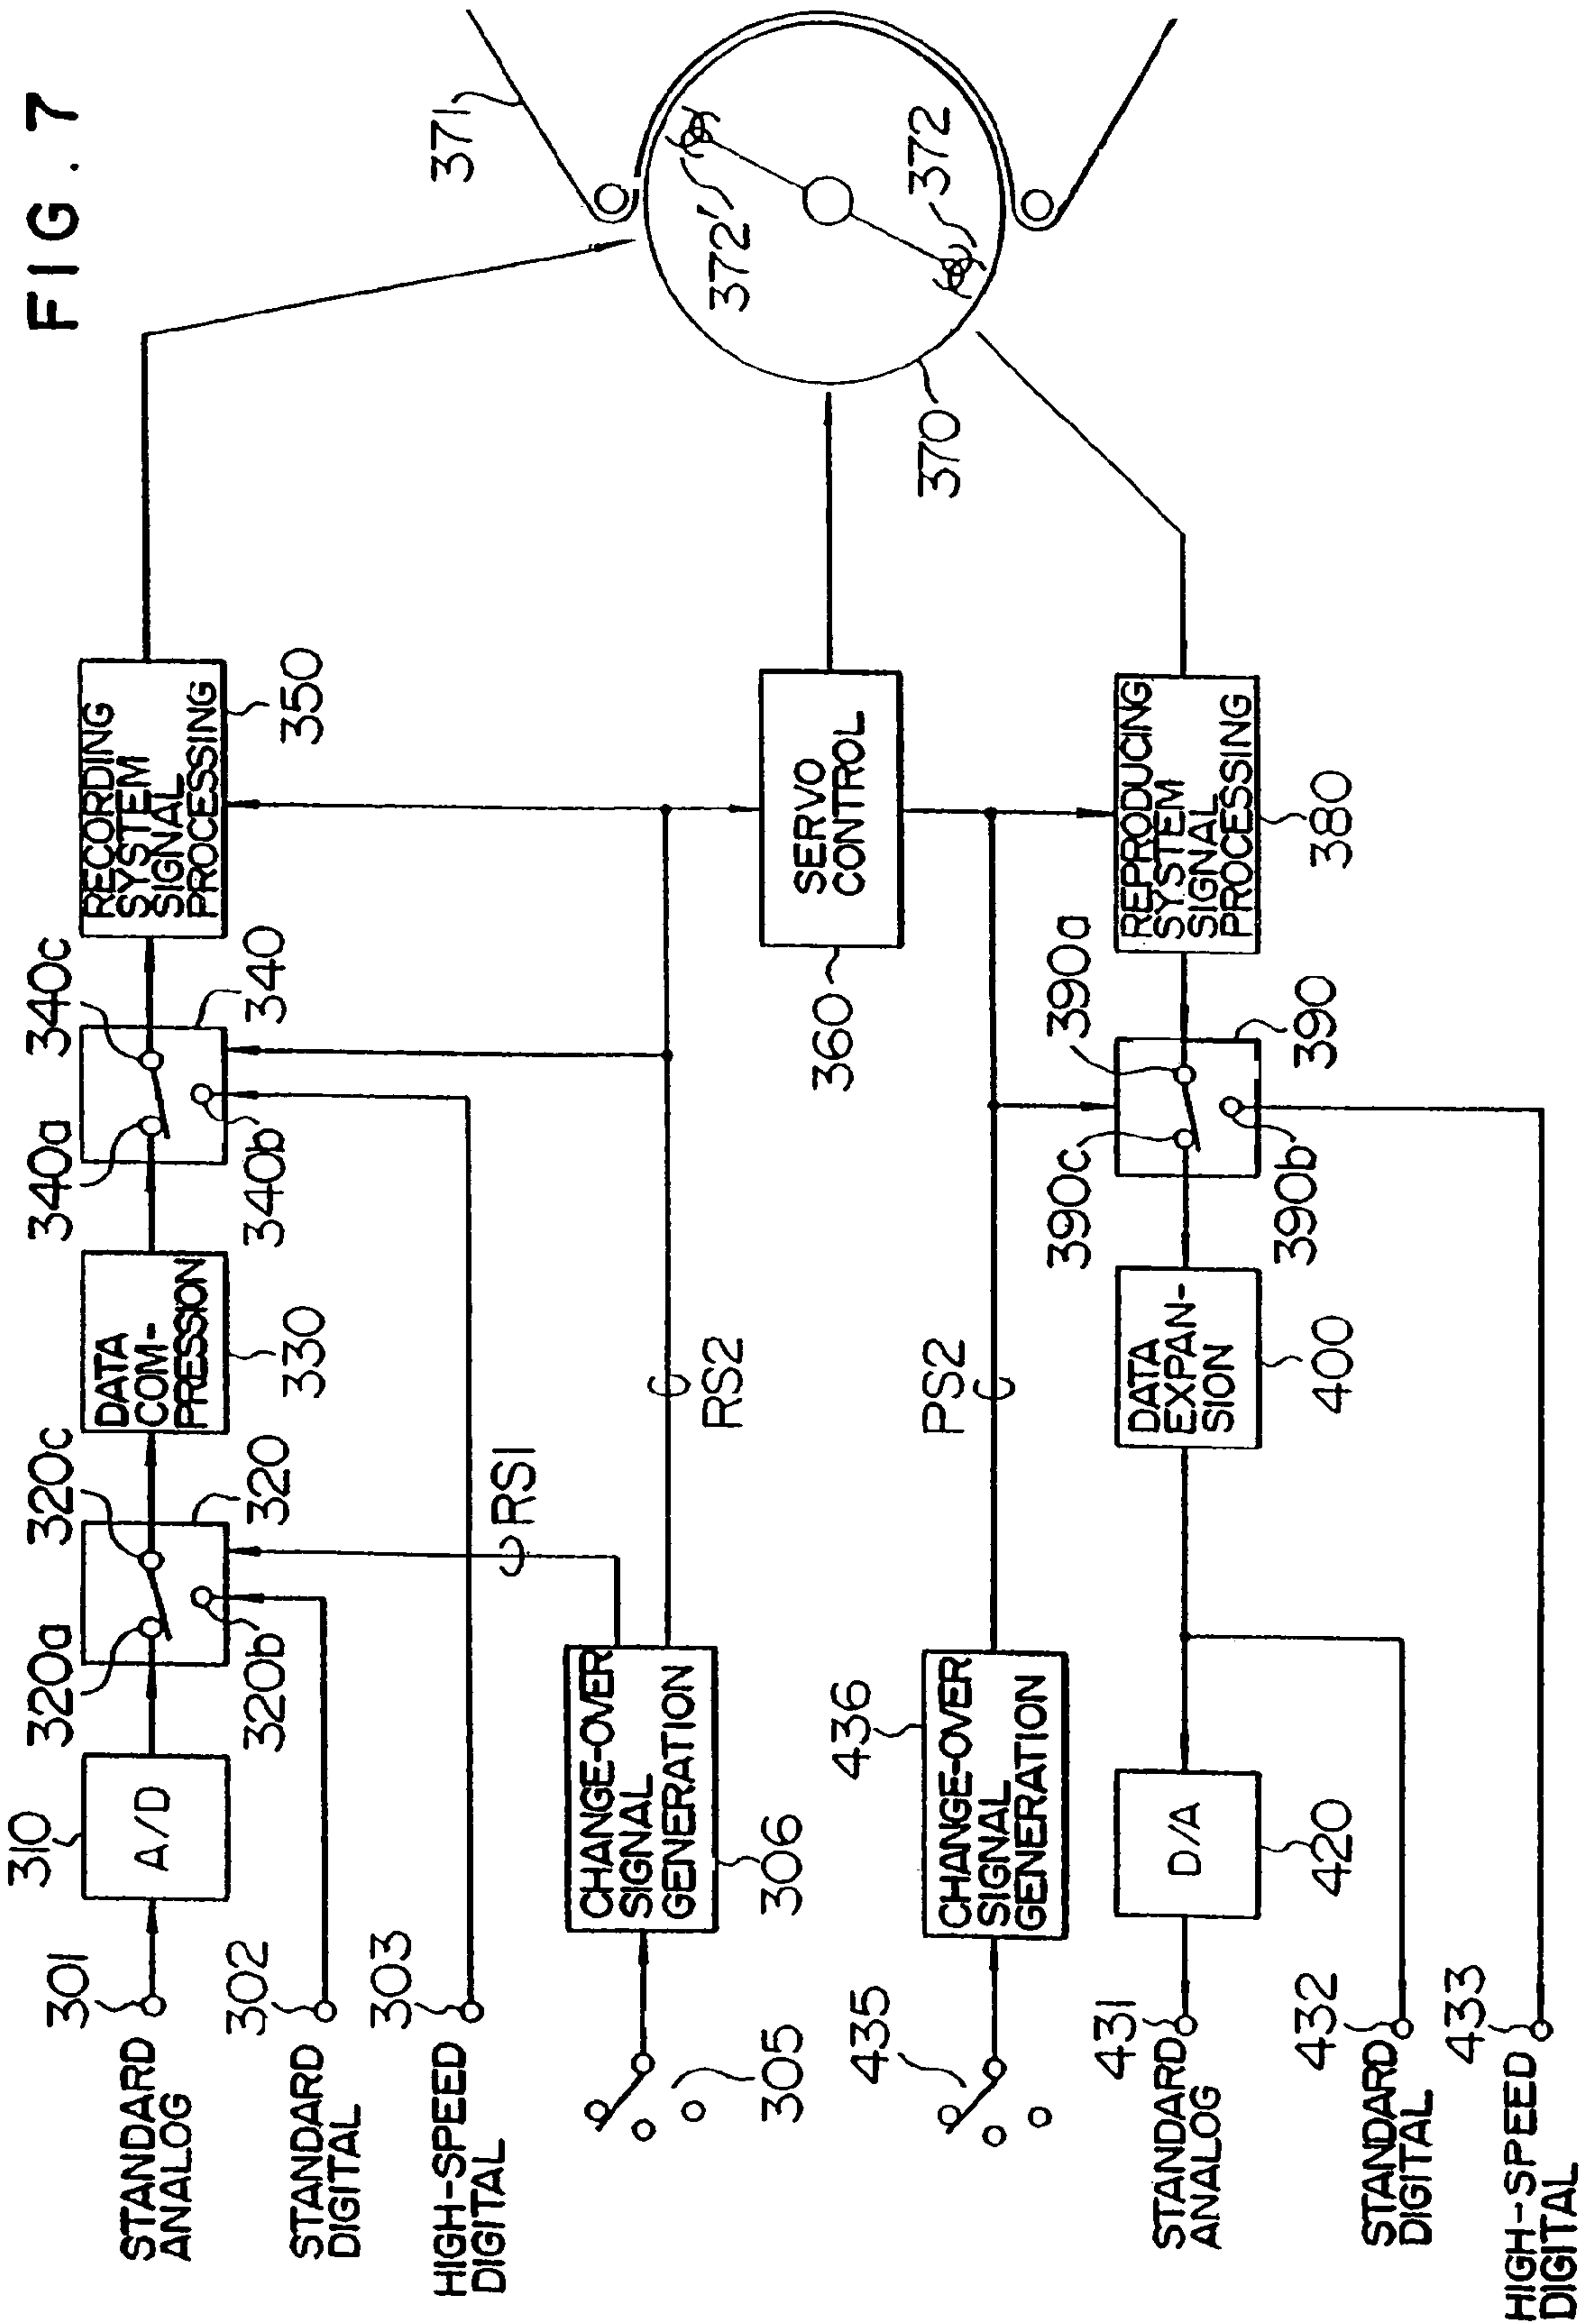 FIG. 7
STANDARD
ANALOG
301
310
A/D
320a
320c
320b
320
DATA
COM-
PRESSION
330
340a
340c
340b
340
RECORDING
SYSTEM
SIGNAL
PROCESSING
350
STANDARD
DIGITAL
302
HIGH-SPEED
DIGITAL
303
RS1
305
CHANGE-OVER
SIGNAL
GENERATION
306
RS2
SERVO
CONTROL
360
370
371
372'
372
435
CHANGE-OVER
SIGNAL
GENERATION
436
PS2
STANDARD
ANALOG
431
D/A
420
DATA
EXPAN-
SION
400
390c
390a
390b
390
REPRODUCING
SYSTEM
SIGNAL
PROCESSING
380
STANDARD
DIGITAL
432
HIGH-SPEED
DIGITAL
433